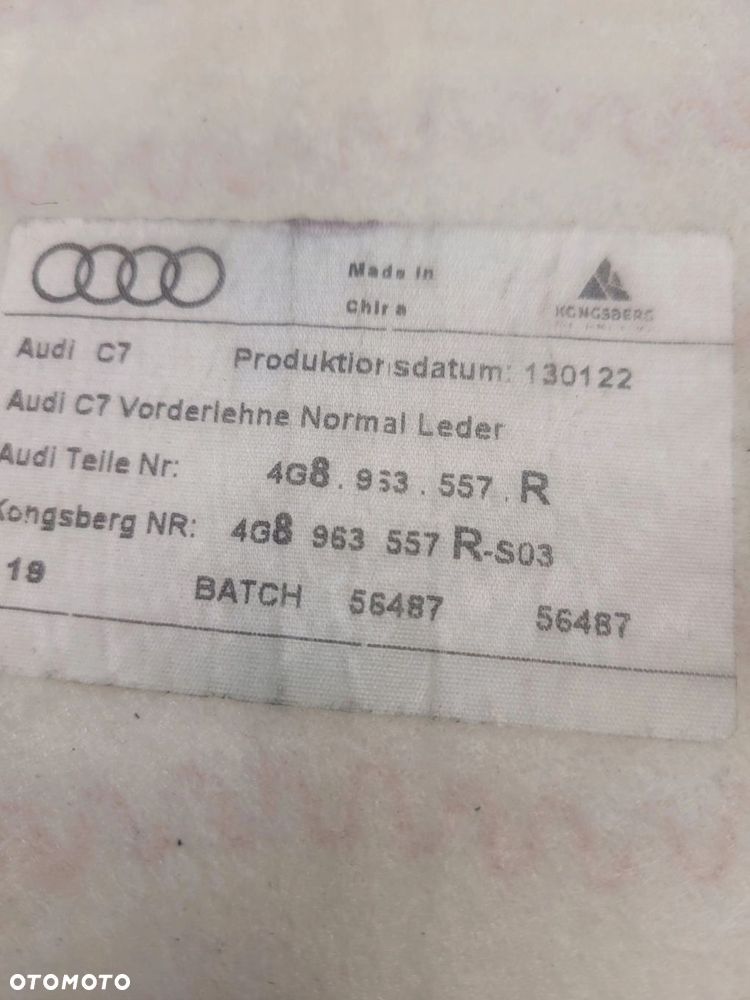 Made in
China
KONGSBERG
Audi C7 Produktionsdatum: 130122
Audi C7 Vorderlehne Normal Leder
Audi Teile Nr: 4G8.963.557.R
Kongsberg NR: 4G8 963 557 R-S03
19 BATCH 56487 56487
OTOMOTO